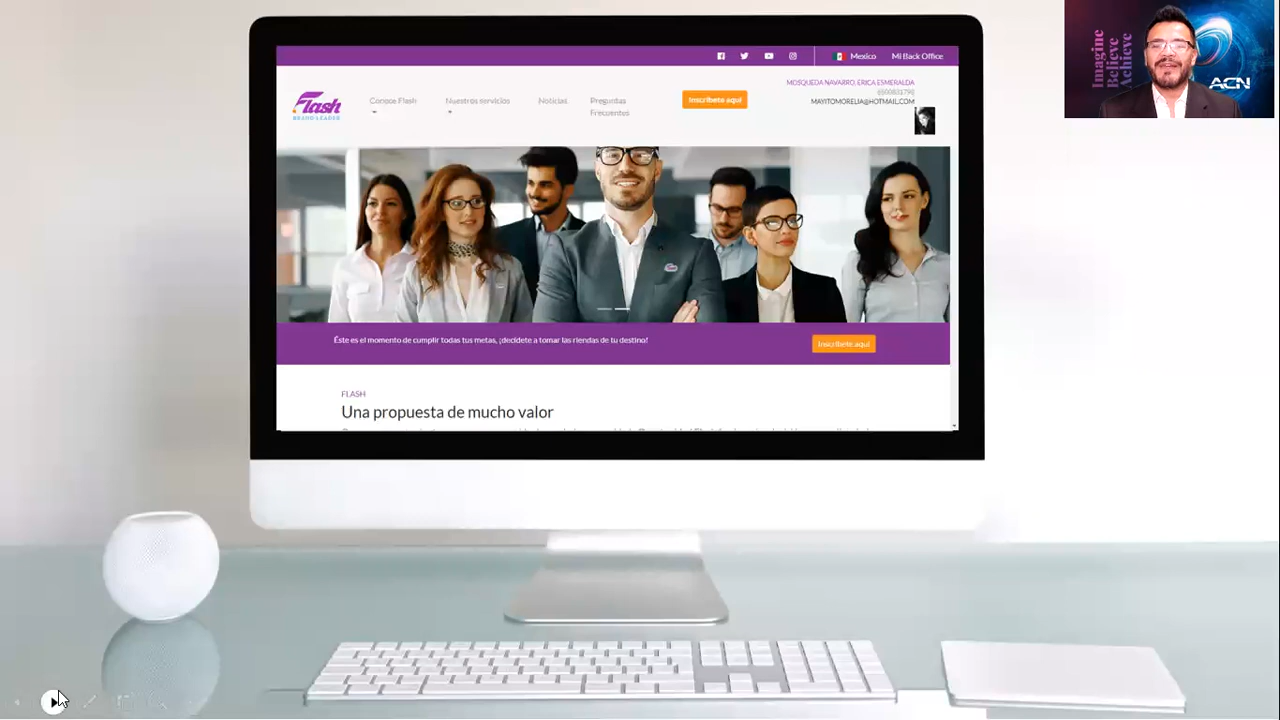 Mexico
Mi Back Office
Flash
BRAND LEADER
Conoce Flash
Nuestros servicios
Noticias
Preguntas
Frecuentes
Inscríbete aquí
MOSQUEDA NAVARRO, ERICA ESMERALDA
MAYITOMORELIA@HOTMAIL.COM
Imagine
Believe
Achieve
ACN
Éste es el momento de cumplir todas tus metas, ¡decídete a tomar las riendas de tu destino!
Inscríbete aquí
FLASH
Una propuesta de mucho valor